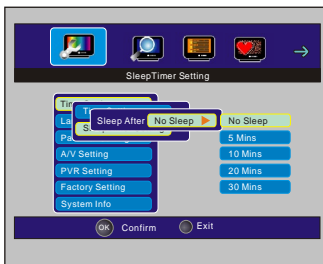 SleepTimer Setting
Sleep After No Sleep
No Sleep
5 Mins
A/V Setting
10 Mins
PVR Setting
20 Mins
Factory Setting
30 Mins
System Info
OK Confirm Exit